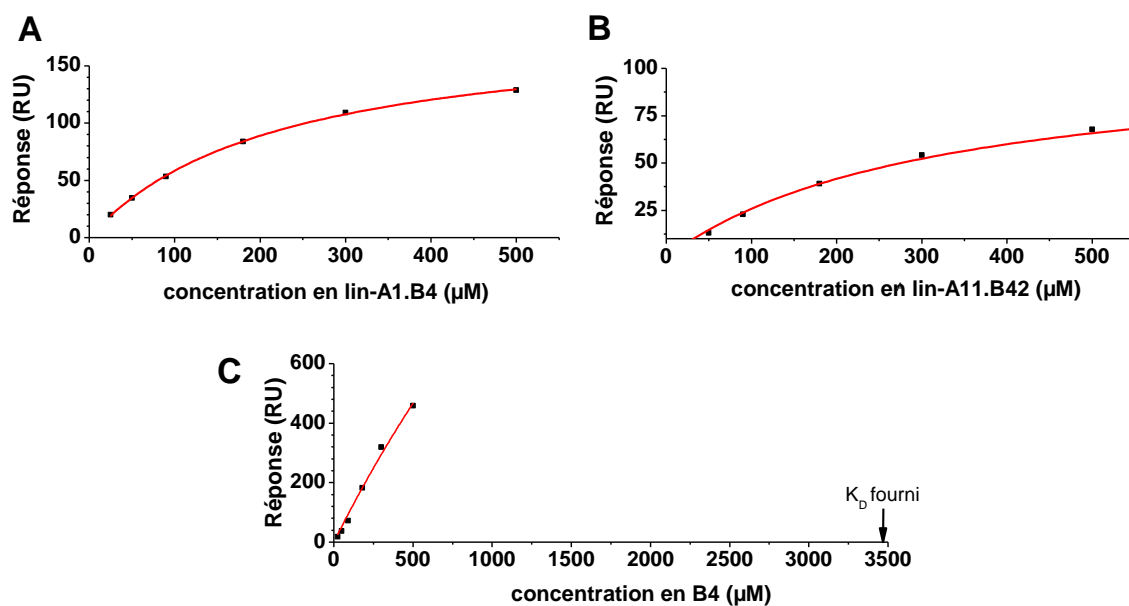 A
Réponse (RU)
150
100
50
0
0 100 200 300 400 500
concentration en lin-A1.B4 (µM)
B
Réponse (RU)
100
75
50
25
0 100 200 300 400 500
concentration en lin-A11.B42 (µM)
C
Réponse (RU)
600
400
200
0
K_D fourni
0 500 1000 1500 2000 2500 3000 3500
concentration en B4 (µM)